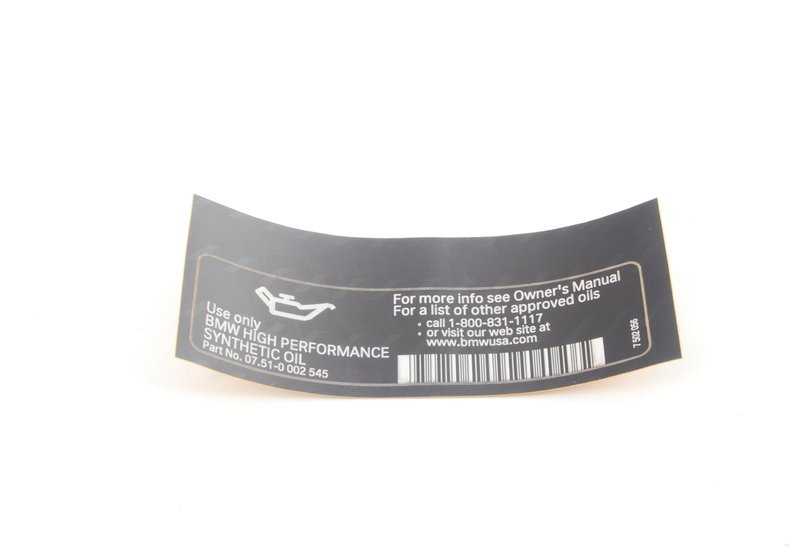 Use only
BMW HIGH PERFORMANCE
SYNTHETIC OIL
Part No. 07.51-0 002 545
For more info see Owner's Manual
For a list of other approved oils
• call 1-800-831-1117
• or visit our web site at
www.bmwusa.com
7 502 056